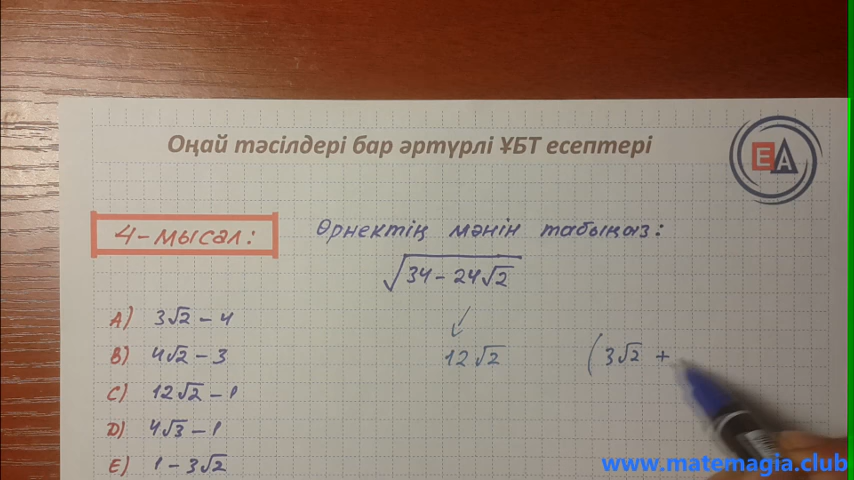 Оңай тәсілдері бар әртүрлі ҰБТ есептері
EA
4-мысал: Өрнектің мәнін табыңыз:
√(34 - 24√2)
A) 3√2 - 4
B) 4√2 - 3
12√2 (3√2 +
C) 12√2 - 1
D) 4√3 - 1
E) 1 - 3√2
www.matemagia.club